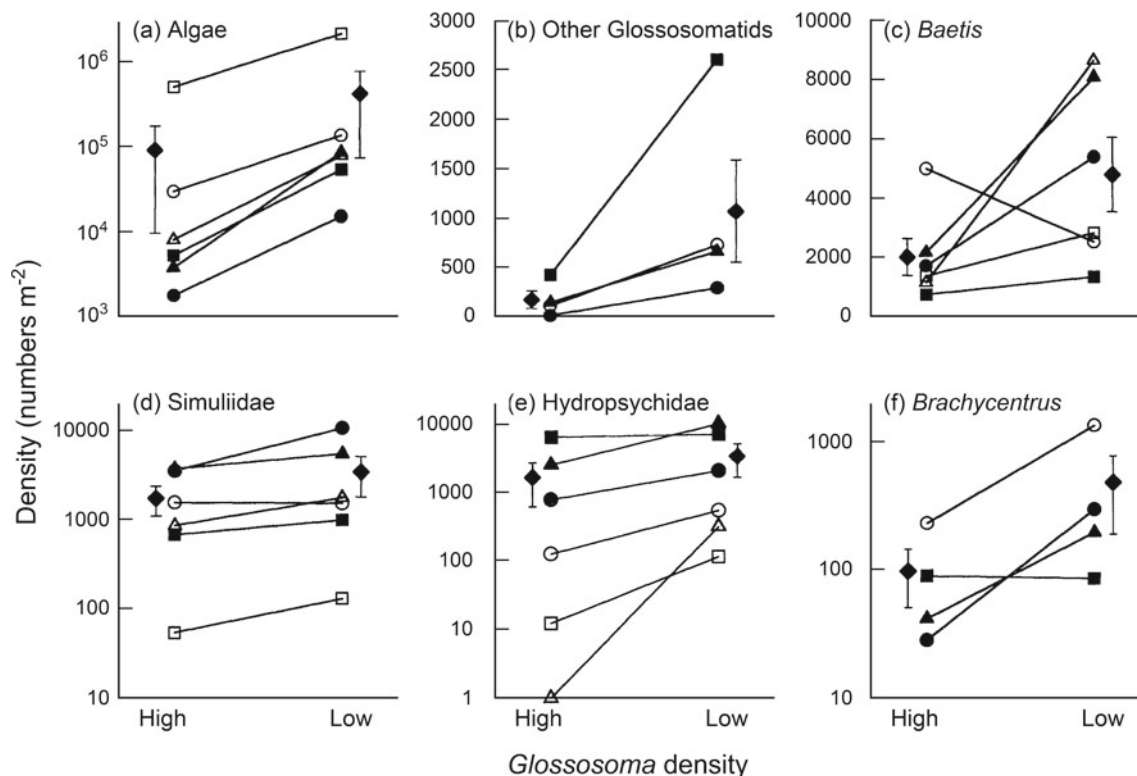 (a) Algae
10⁶
10⁵
10⁴
10³
(b) Other Glossosomatids
3000
2500
2000
1500
1000
500
0
(c) Baetis
10000
8000
6000
4000
2000
0
Density (numbers m⁻²)
(d) Simuliidae
10000
1000
100
10
High Low
(e) Hydropsychidae
10000
1000
100
10
1
High Low
(f) Brachycentrus
1000
100
10
High Low
Glossosoma density